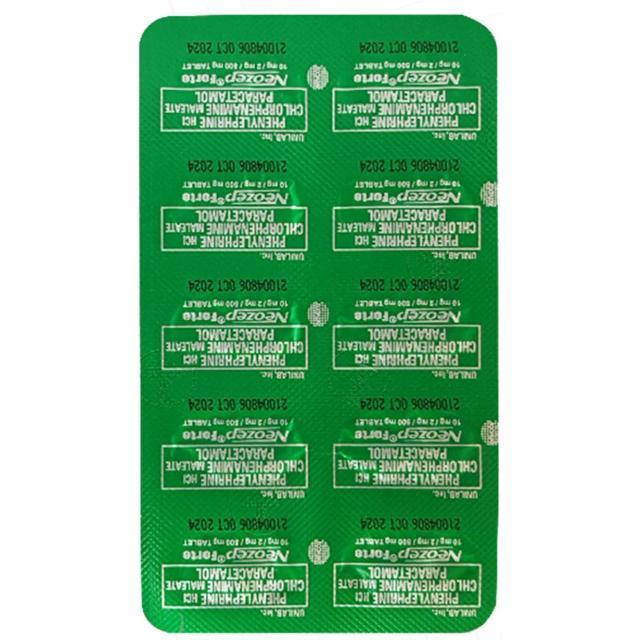 UNILAB, Inc.
PHENYLEPHRINE HCl
CHLORPHENAMINE MALEATE
PARACETAMOL
Neozep® Forte
10 mg / 2 mg / 500 mg TABLET
21004806 OCT 2024
UNILAB, Inc.
PHENYLEPHRINE HCl
CHLORPHENAMINE MALEATE
PARACETAMOL
Neozep® Forte
10 mg / 2 mg / 500 mg TABLET
21004806 OCT 2024
UNILAB, Inc.
PHENYLEPHRINE HCl
CHLORPHENAMINE MALEATE
PARACETAMOL
Neozep® Forte
10 mg / 2 mg / 500 mg TABLET
21004806 OCT 2024
UNILAB, Inc.
PHENYLEPHRINE HCl
CHLORPHENAMINE MALEATE
PARACETAMOL
Neozep® Forte
10 mg / 2 mg / 500 mg TABLET
21004806 OCT 2024
UNILAB, Inc.
PHENYLEPHRINE HCl
CHLORPHENAMINE MALEATE
PARACETAMOL
Neozep® Forte
10 mg / 2 mg / 500 mg TABLET
21004806 OCT 2024
UNILAB, Inc.
PHENYLEPHRINE HCl
CHLORPHENAMINE MALEATE
PARACETAMOL
Neozep® Forte
10 mg / 2 mg / 500 mg TABLET
21004806 OCT 2024
UNILAB, Inc.
PHENYLEPHRINE HCl
CHLORPHENAMINE MALEATE
PARACETAMOL
Neozep® Forte
10 mg / 2 mg / 500 mg TABLET
21004806 OCT 2024
UNILAB, Inc.
PHENYLEPHRINE HCl
CHLORPHENAMINE MALEATE
PARACETAMOL
Neozep® Forte
10 mg / 2 mg / 500 mg TABLET
21004806 OCT 2024
UNILAB, Inc.
PHENYLEPHRINE HCl
CHLORPHENAMINE MALEATE
PARACETAMOL
Neozep® Forte
10 mg / 2 mg / 500 mg TABLET
21004806 OCT 2024
UNILAB, Inc.
PHENYLEPHRINE HCl
CHLORPHENAMINE MALEATE
PARACETAMOL
Neozep® Forte
10 mg / 2 mg / 500 mg TABLET
21004806 OCT 2024